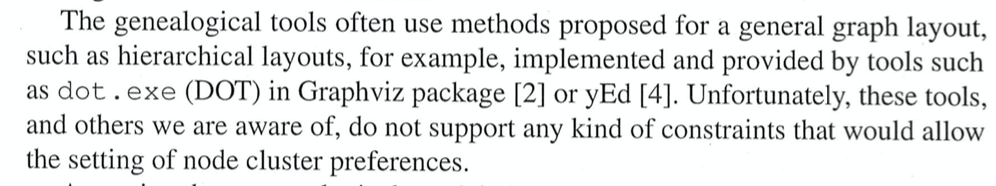 The genealogical tools often use methods proposed for a general graph layout,
such as hierarchical layouts, for example, implemented and provided by tools such
as dot.exe (DOT) in Graphviz package [2] or yEd [4]. Unfortunately, these tools,
and others we are aware of, do not support any kind of constraints that would allow
the setting of node cluster preferences.